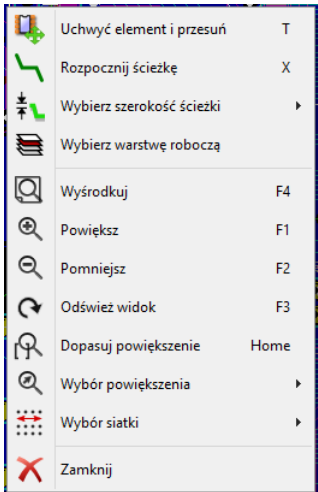 Uchwyć element i przesuń T
Rozpocznij ścieżkę X
Wybierz szerokość ścieżki
Wybierz warstwę roboczą
Wyśrodkuj F4
Powiększ F1
Pomniejsz F2
Odśwież widok F3
Dopasuj powiększenie Home
Wybór powiększenia
Wybór siatki
Zamknij